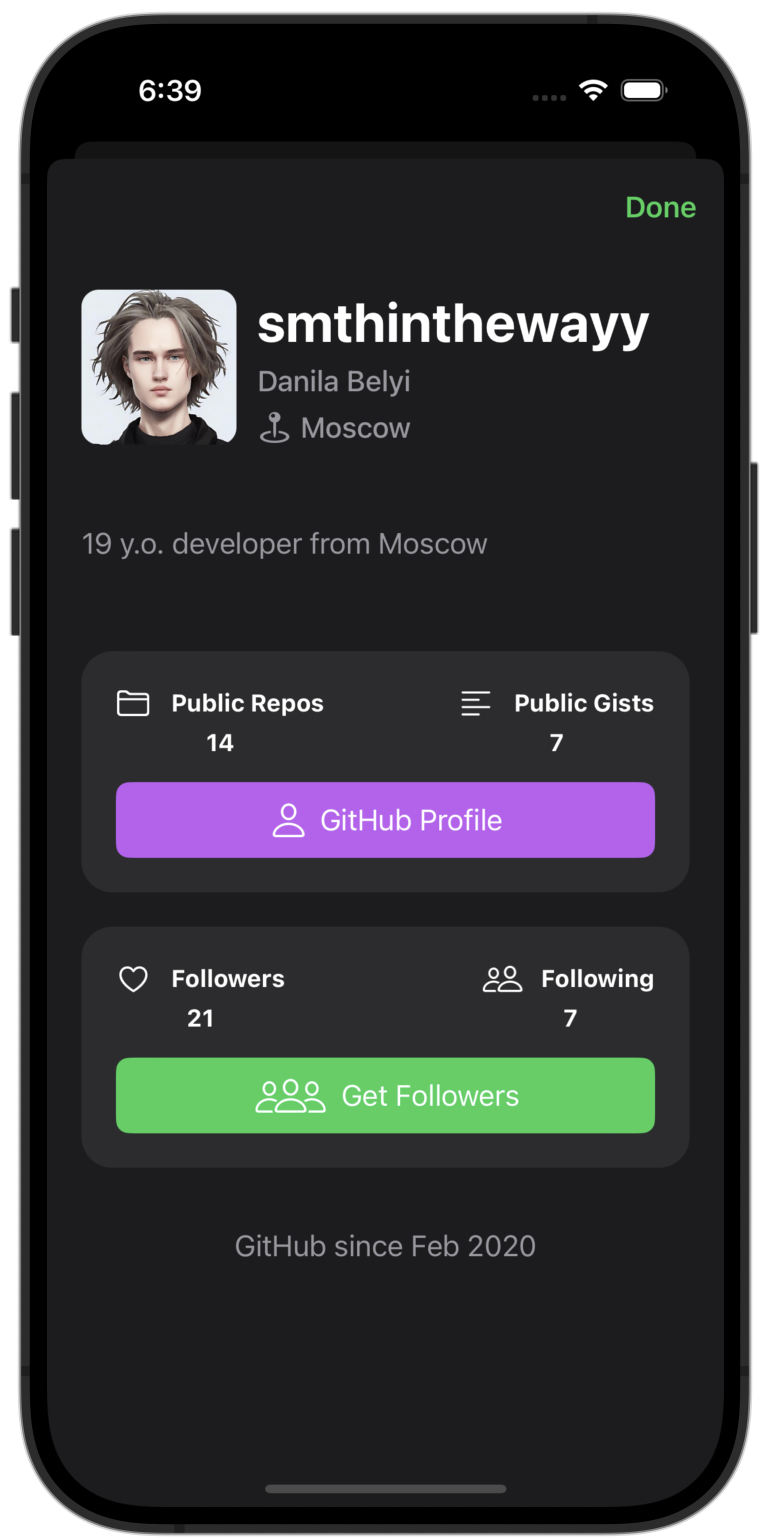 6:39
Done
smthinthewayy
Danila Belyi
Moscow
19 y.o. developer from Moscow
Public Repos
14
Public Gists
7
GitHub Profile
Followers
21
Following
7
Get Followers
GitHub since Feb 2020